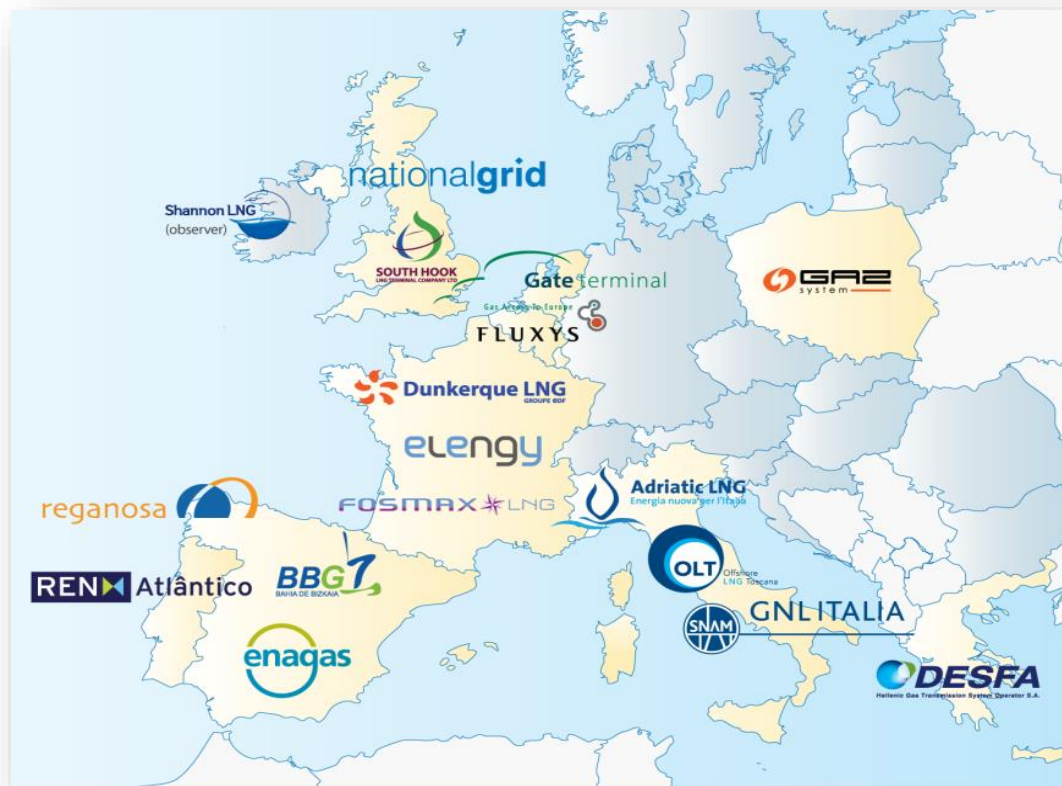 nationalgrid
Shannon LNG
(observer)
SOUTH HOOK
LNG TERMINAL COMPANY LTD
Gate terminal
Gas Access To Europe
GAZ
system
FLUXYS
Dunkerque LNG
GROUPE EDF
eLengy
FOSMAX LNG
Adriatic LNG
Energia nuova per l'Italia
reganosa
OLT
Offshore
LNG Toscana
BBG
BAHIA DE BIZKAIA
REN Atlântico
SNAM
GNL ITALIA
enagas
DESFA
Hellenic Gas Transmission System Operator S.A.